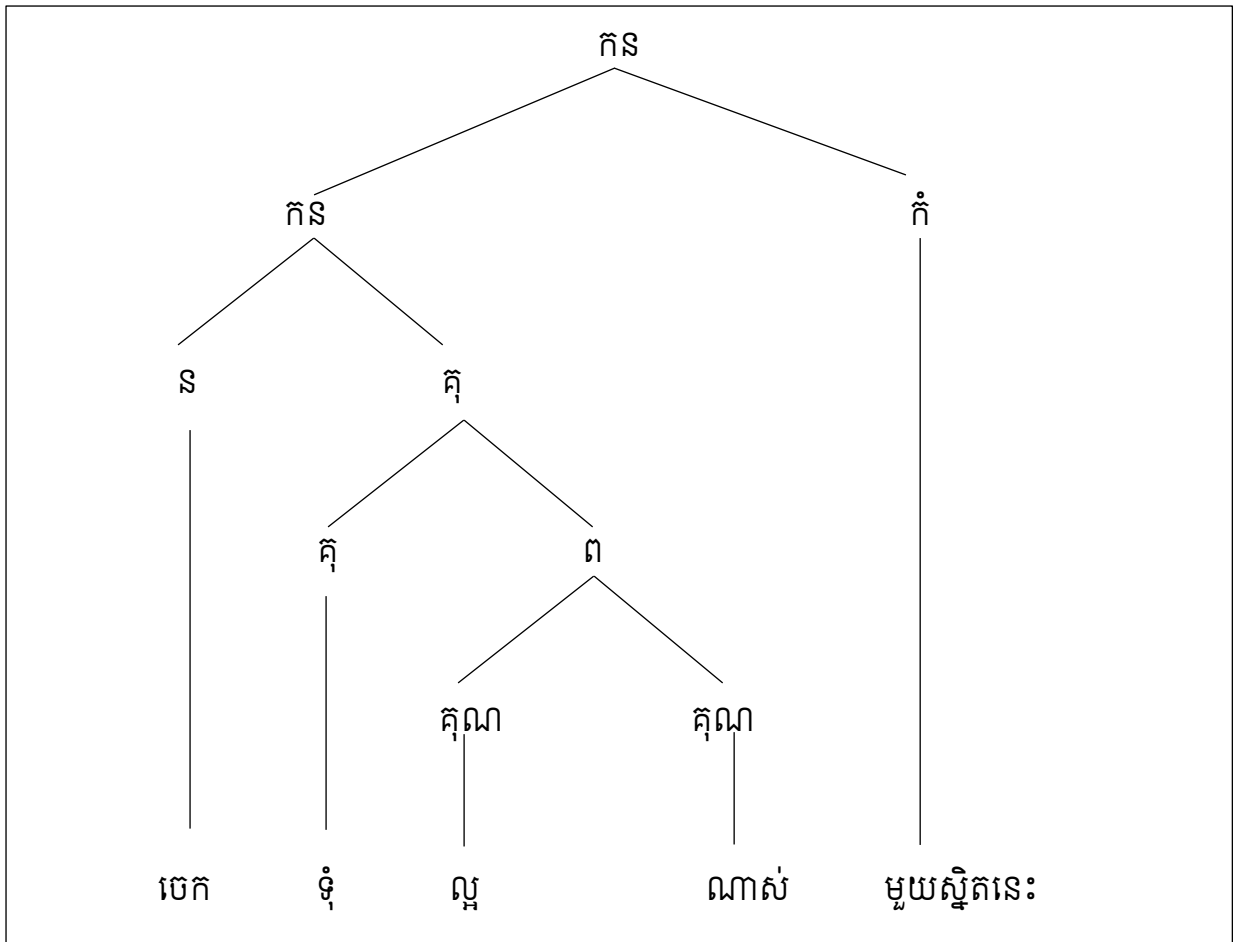 កន
កន កំ
ន គុ
គុ ព
គុណ គុណ
ចេក ទុំ ល្អ ណាស់ មួយស្និតនេះ